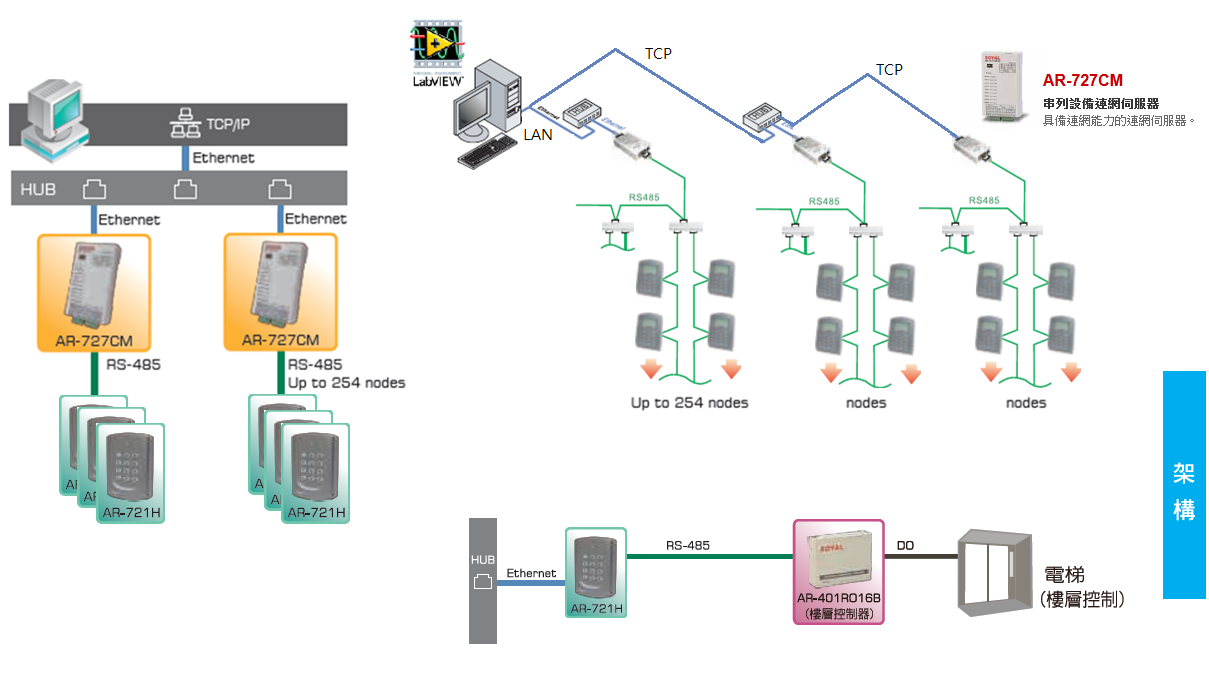 TCP/IP
Ethernet
HUB
Ethernet
Ethernet
AR-727CM
AR-727CM
RS-485
RS-485
Up to 254 nodes
AR-721H
AR-721H
LabVIEW
TCP
TCP
LAN
Ethernet
Ethernet
AR-727CM
串列設備連網伺服器
具備連網能力的連網伺服器。
RS485
RS485
RS485
Up to 254 nodes
nodes
nodes
架
構
HUB
Ethernet
AR-721H
RS-485
SOYAL
AR-401RO16B
(樓層控制器)
DO
電梯
(樓層控制)